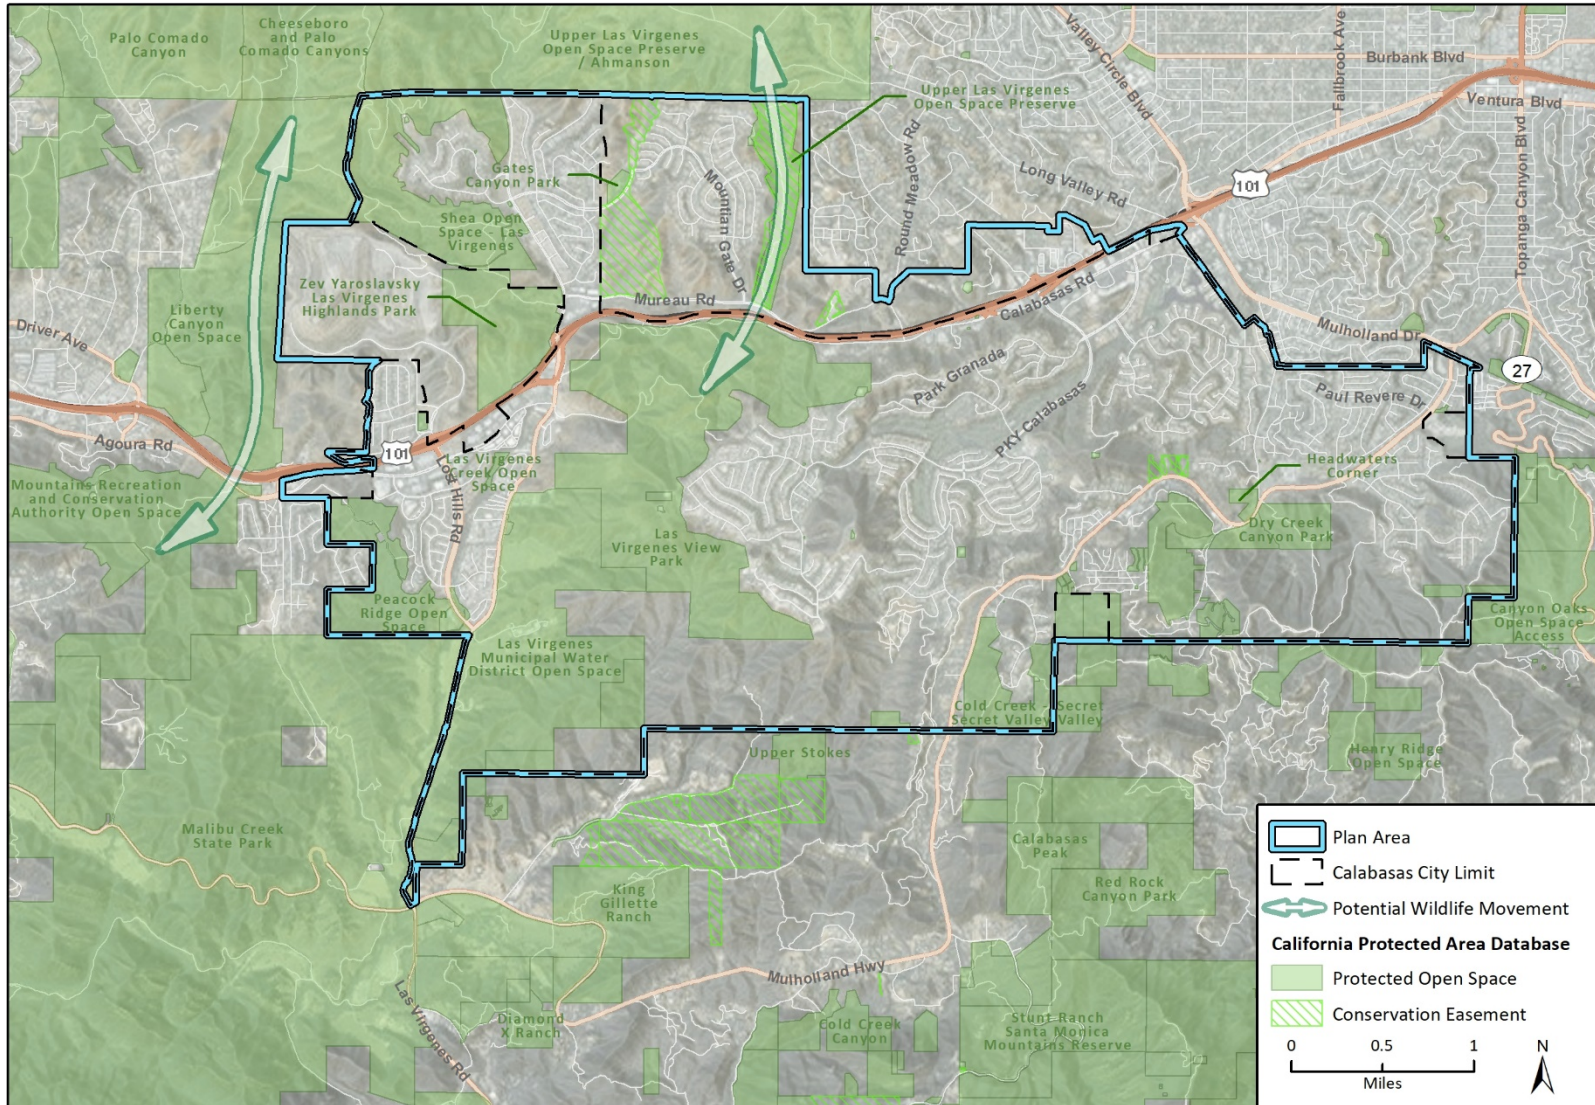 Palo Comado
Canyon
Cheeseboro
and Palo
Comado Canyons
Upper Las Virgenes
Open Space Preserve
/ Ahmanson
Valley Circle Blvd
Fallbrook Ave
Burbank Blvd
Ventura Blvd
Topanga Canyon Blvd
Upper Las Virgenes
Open Space Preserve
Round Meadow Rd
Long Valley Rd
101
Gates
Canyon Park
Mountian Gate Dr
Shea Open
Space - Las
Virgenes
Zev Yaroslavsky
Las Virgenes
Highlands Park
Mureau Rd
Calabasas Rd
Liberty
Canyon
Open Space
Driver Ave
Mulholland Dr
27
Park Granada
PKY Calabasas
Paul Revere Dr
Agoura Rd
101
Las Virgenes
Creek Open
Space
Lost Hills Rd
Headwaters
Corner
Mountains Recreation
and Conservation
Authority Open Space
Dry Creek
Canyon Park
Las
Virgenes View
Park
Peacock
Ridge Open
Space
Canyon Oaks
Open Space
Access
Las Virgenes
Municipal Water
District Open Space
Cold Creek - Secret
Secret Valley Valley
Upper Stokes
Henry Ridge
Open Space
Malibu Creek
State Park
Calabasas
Peak
Red Rock
Canyon Park
King
Gillette
Ranch
Mulholland Hwy
Las Virgenes Rd
Diamond
X Ranch
Cold Creek
Canyon
Stunt Ranch
Santa Monica
Mountains Reserve
Plan Area
Calabasas City Limit
Potential Wildlife Movement
California Protected Area Database
Protected Open Space
Conservation Easement
0 0.5 1
Miles
N